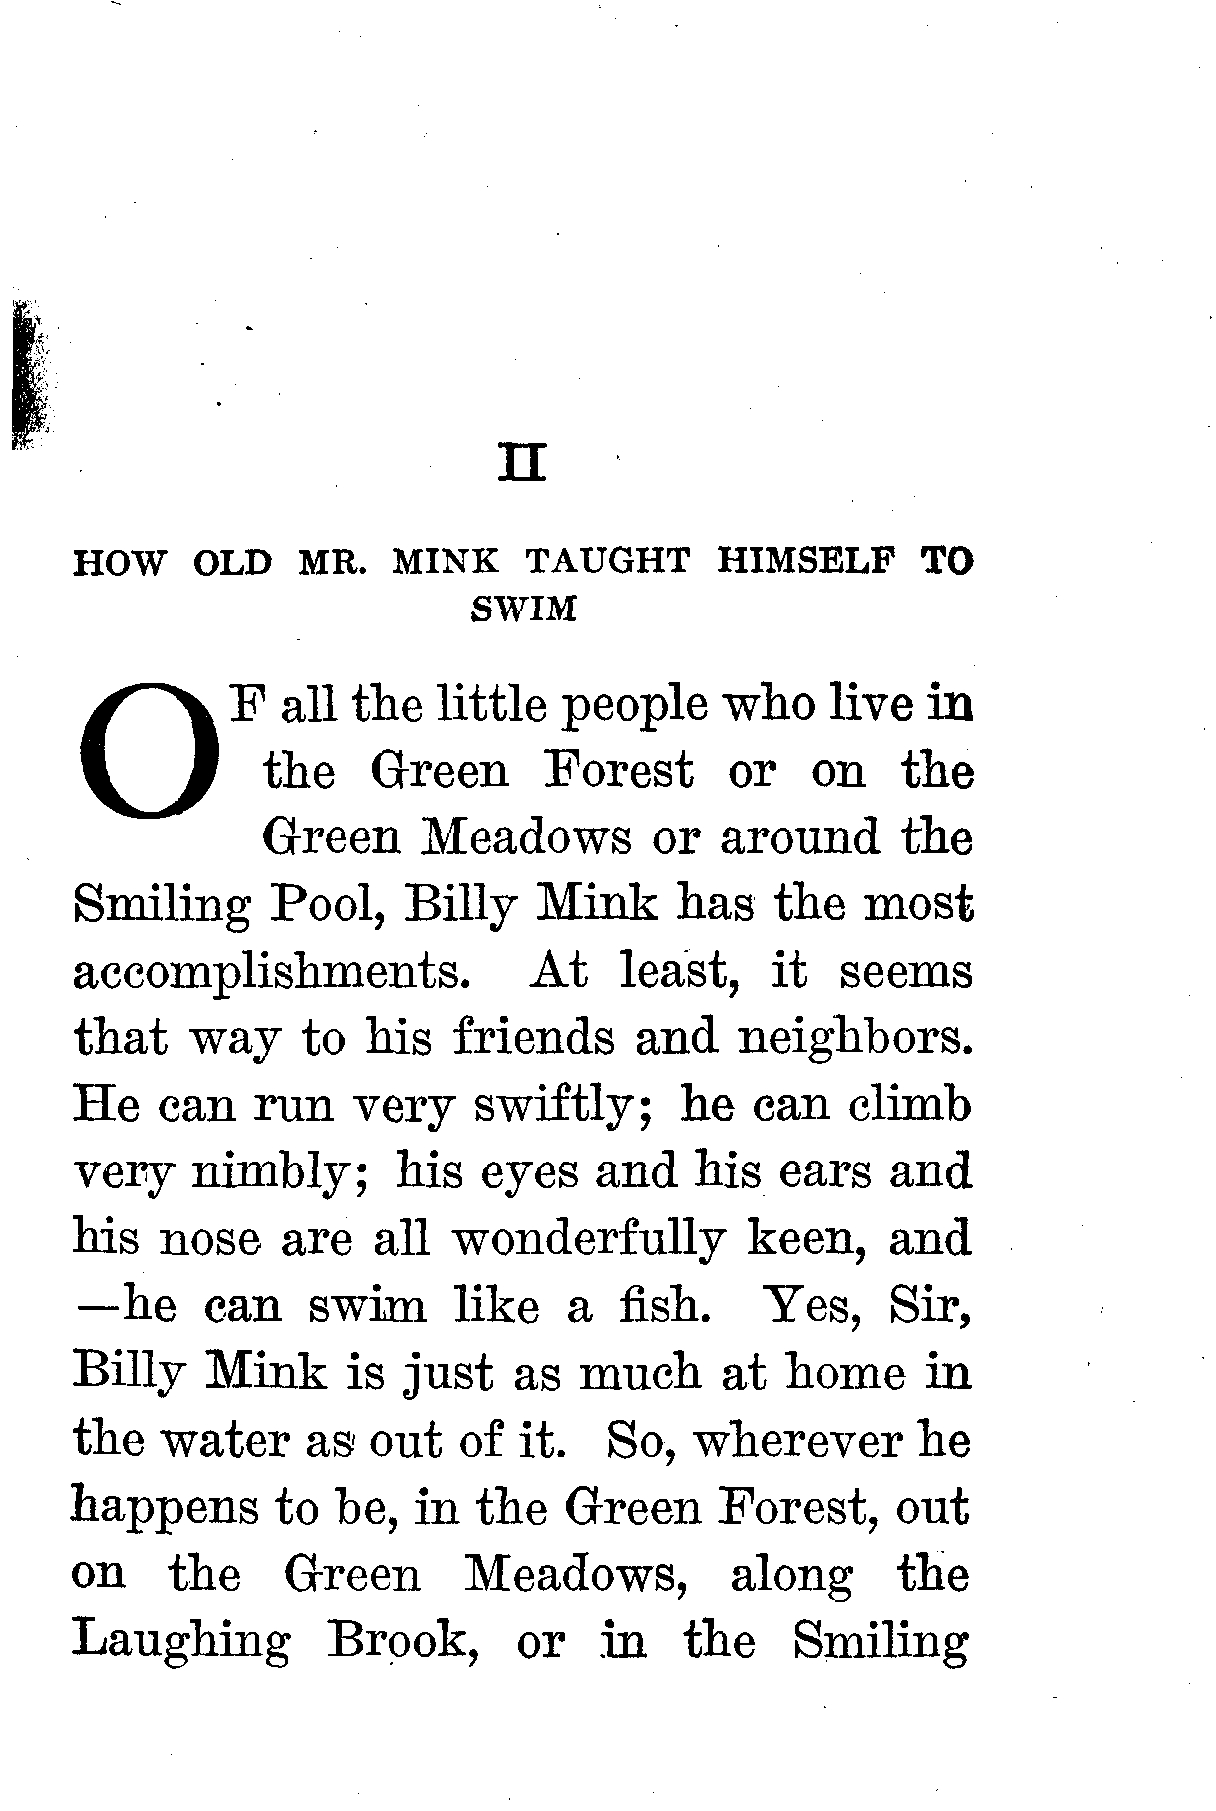 II
HOW OLD MR. MINK TAUGHT HIMSELF TO
SWIM
OF all the little people who live in
the Green Forest or on the
Green Meadows or around the
Smiling Pool, Billy Mink has the most
accomplishments. At least, it seems
that way to his friends and neighbors.
He can run very swiftly; he can climb
very nimbly; his eyes and his ears and
his nose are all wonderfully keen, and
—he can swim like a fish. Yes, Sir,
Billy Mink is just as much at home in
the water as out of it. So, wherever he
happens to be, in the Green Forest, out
on the Green Meadows, along the
Laughing Brook, or in the Smiling